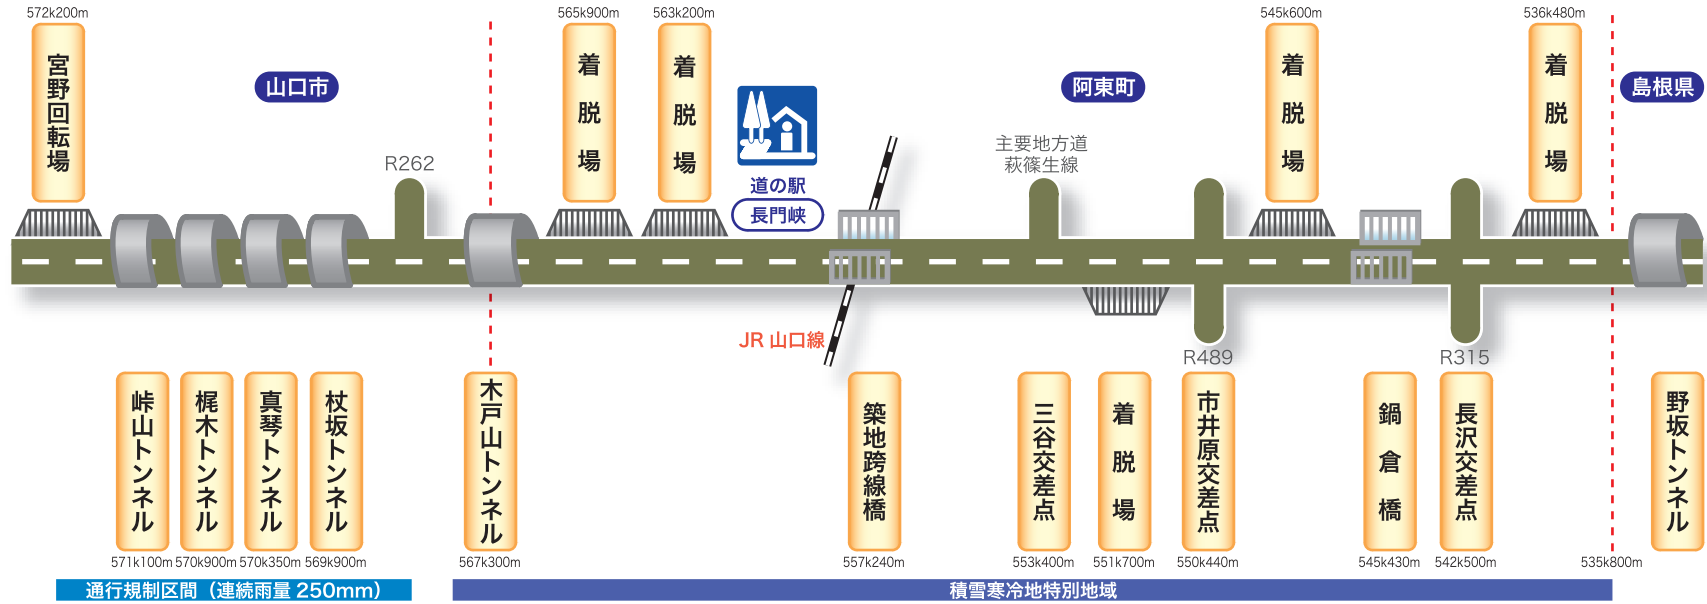 572k200m
565k900m
563k200m
545k600m
536k480m
宮野回転場
山口市
着脱場
着脱場
阿東町
着脱場
着脱場
島根県
R262
道の駅
長門峡
主要地方道
萩篠生線
JR 山口線
R489
R315
峠山トンネル
梶木トンネル
真琴トンネル
杖坂トンネル
木戸山トンネル
築地跨線橋
三谷交差点
着脱場
市井原交差点
鍋倉橋
長沢交差点
野坂トンネル
571k100m
570k900m
570k350m
569k900m
567k300m
557k240m
553k400m
551k700m
550k440m
545k430m
542k500m
535k800m
通行規制区間（連続雨量 250mm）
積雪寒冷地特別地域